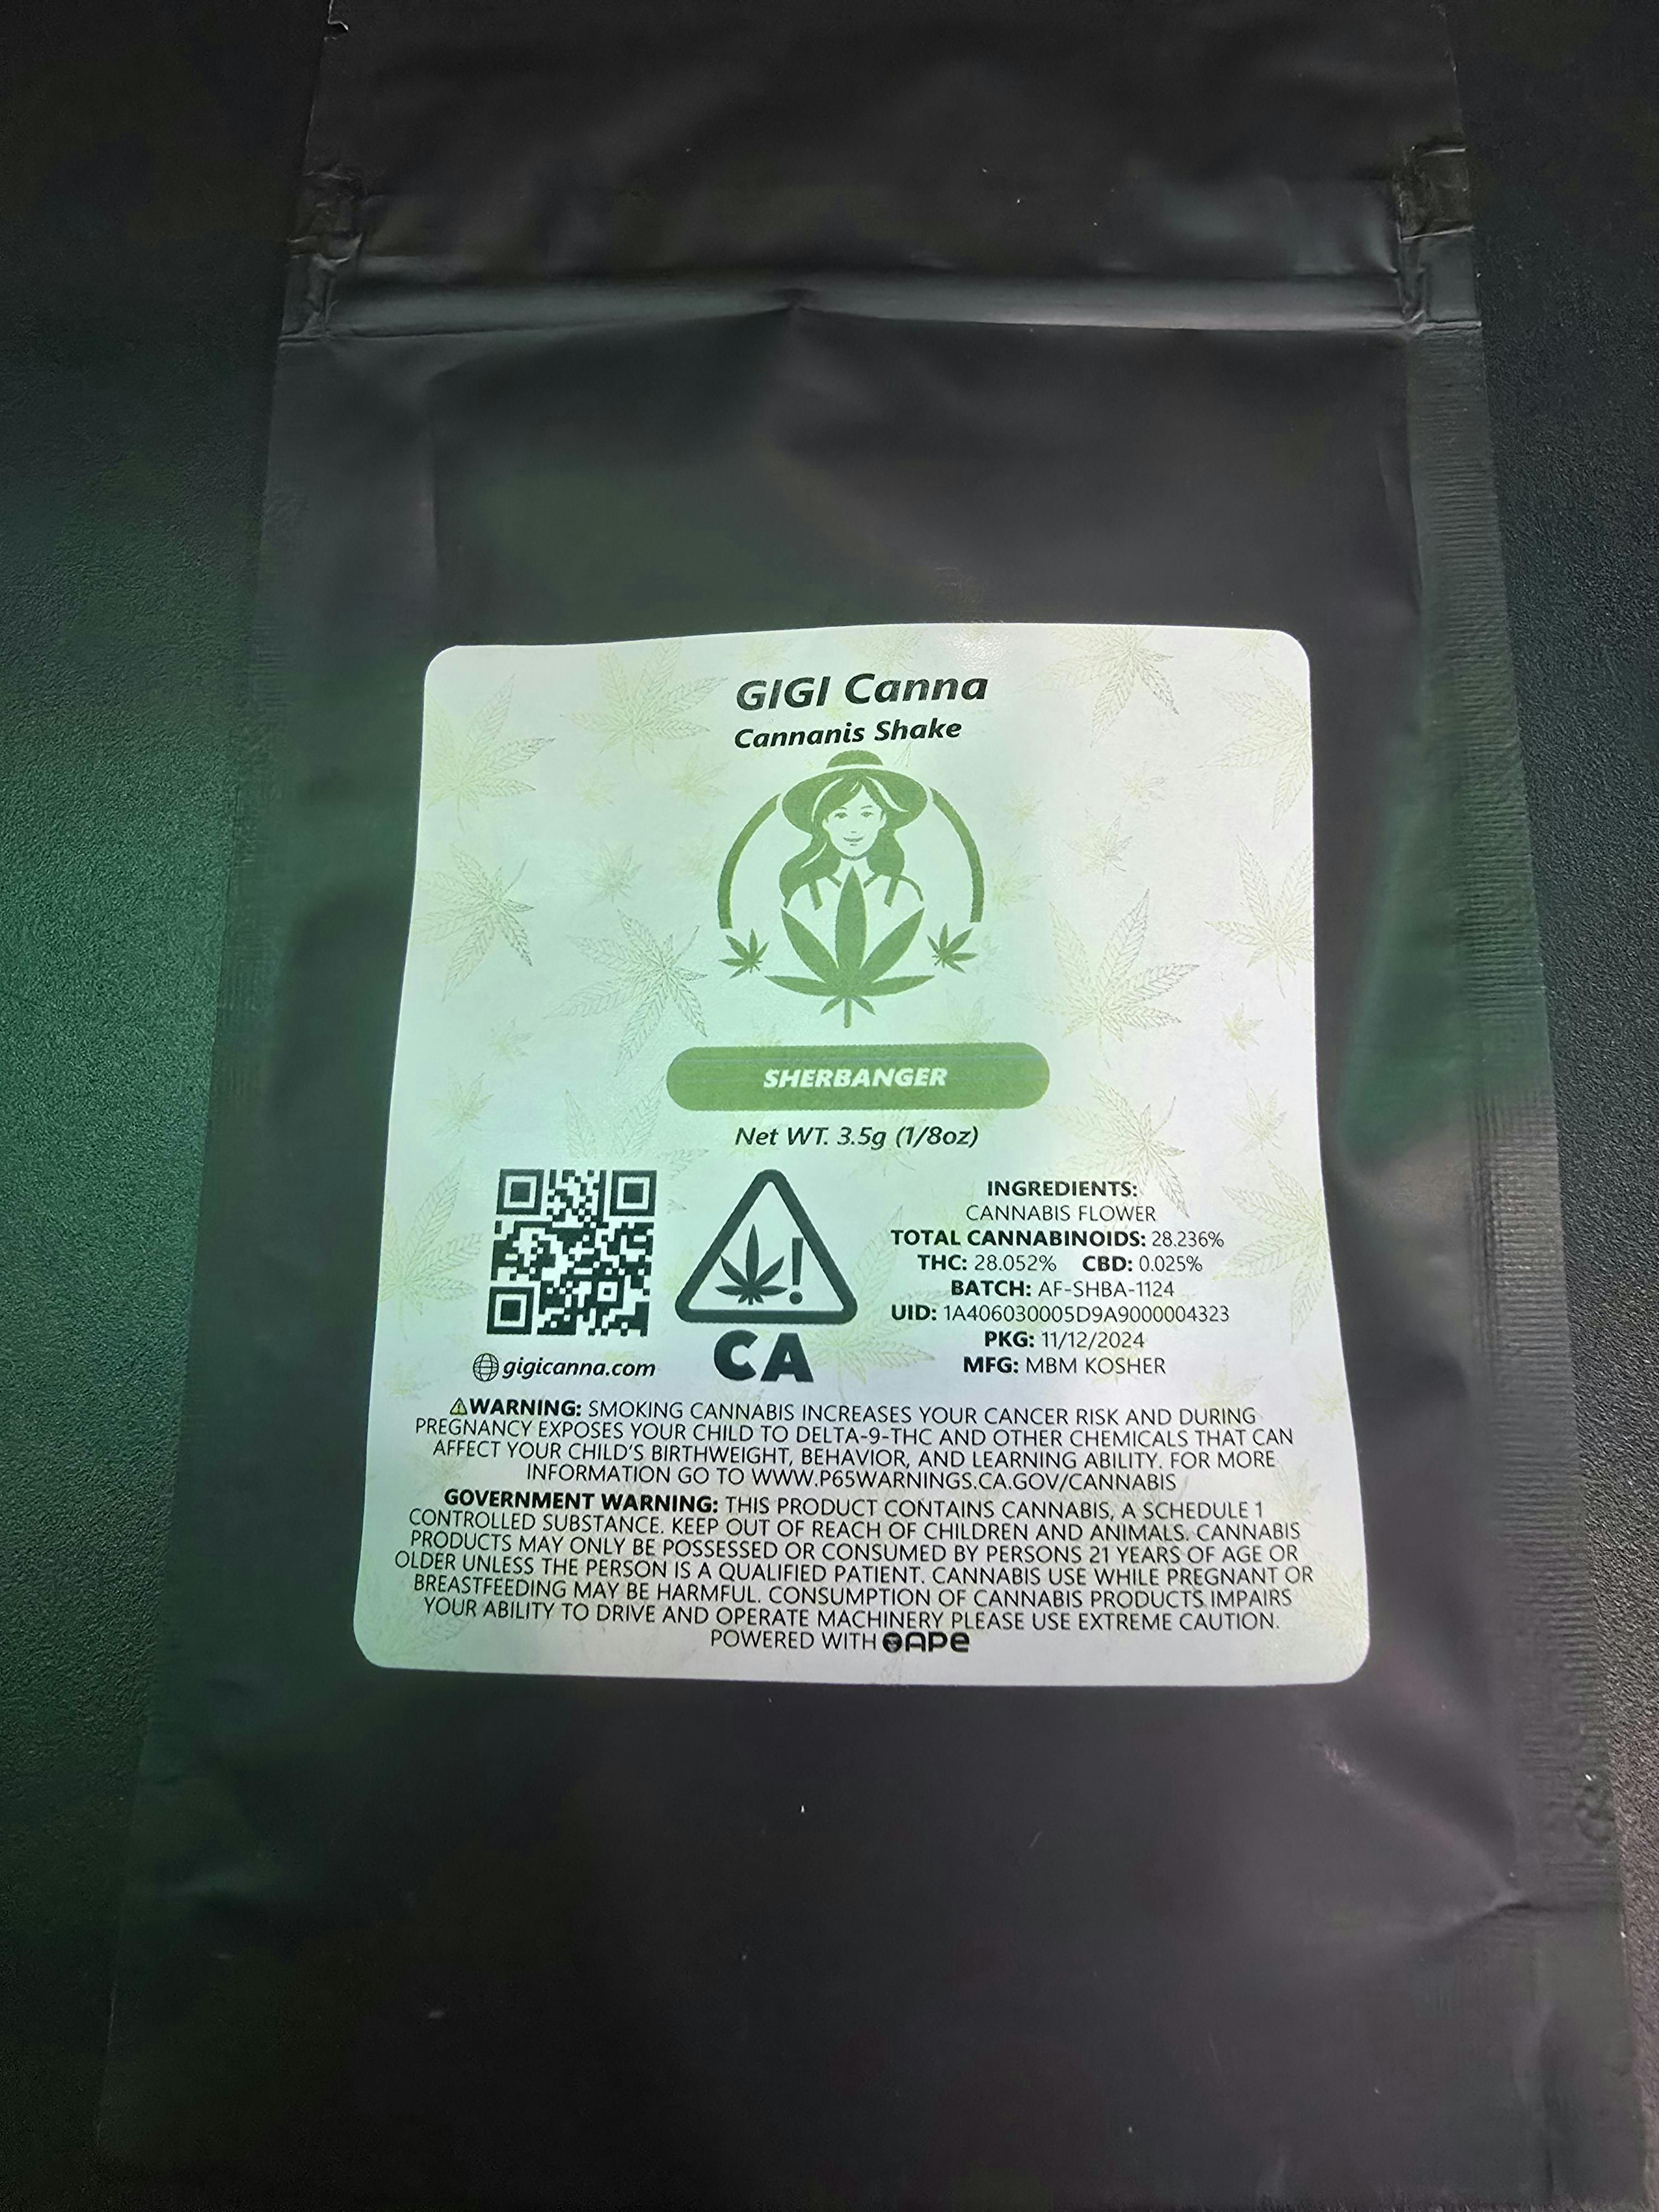 GIGI Canna
Cannanis Shake
SHERBANGER
Net WT. 3.5g (1/8oz)
gigicanna.com
CA
INGREDIENTS:
CANNABIS FLOWER
TOTAL CANNABINOIDS: 28.236%
THC: 28.052% CBD: 0.025%
BATCH: AF-SHBA-1124
UID: 1A406030005D9A9000004323
PKG: 11/12/2024
MFG: MBM KOSHER
⚠WARNING: SMOKING CANNABIS INCREASES YOUR CANCER RISK AND DURING
PREGNANCY EXPOSES YOUR CHILD TO DELTA-9-THC AND OTHER CHEMICALS THAT CAN
AFFECT YOUR CHILD'S BIRTHWEIGHT, BEHAVIOR, AND LEARNING ABILITY. FOR MORE
INFORMATION GO TO WWW.P65WARNINGS.CA.GOV/CANNABIS
GOVERNMENT WARNING: THIS PRODUCT CONTAINS CANNABIS, A SCHEDULE 1
CONTROLLED SUBSTANCE. KEEP OUT OF REACH OF CHILDREN AND ANIMALS. CANNABIS
PRODUCTS MAY ONLY BE POSSESSED OR CONSUMED BY PERSONS 21 YEARS OF AGE OR
OLDER UNLESS THE PERSON IS A QUALIFIED PATIENT. CANNABIS USE WHILE PREGNANT OR
BREASTFEEDING MAY BE HARMFUL. CONSUMPTION OF CANNABIS PRODUCTS IMPAIRS
YOUR ABILITY TO DRIVE AND OPERATE MACHINERY PLEASE USE EXTREME CAUTION.
POWERED WITH APE